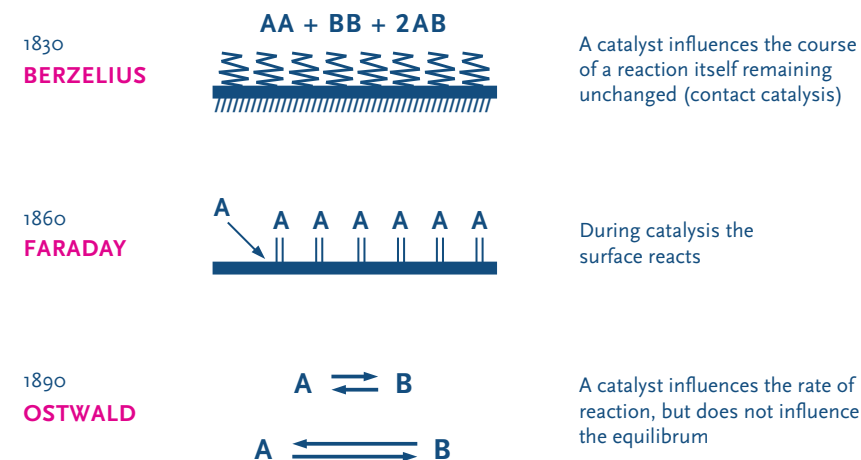 AA + BB + 2AB
1830
BERZELIUS
A catalyst influences the course
of a reaction itself remaining
unchanged (contact catalysis)
1860
FARADAY
A
A A A A A A
During catalysis the
surface reacts
1890
OSTWALD
A ⇄ B
A ⇆ B
A catalyst influences the rate of
reaction, but does not influence
the equilibrum